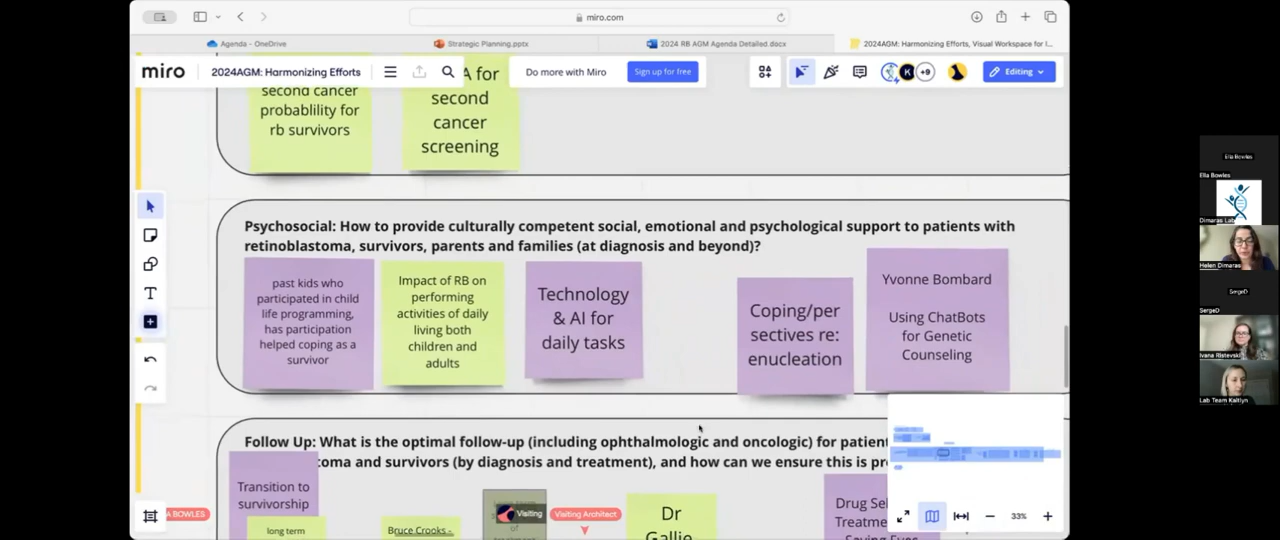 miro.com
Agenda - OneDrive
Strategic Planning.pptx
2024 RB AGM Agenda Detailed.docx
2024AGM: Harmonizing Efforts, Visual Workspace for I...
miro
2024AGM: Harmonizing Efforts
Do more with Miro
Sign up for free
K
+9
Editing
second cancer
probablility for
rb survivors
A for
second
cancer
screening
Psychosocial: How to provide culturally competent social, emotional and psychological support to patients with
retinoblastoma, survivors, parents and families (at diagnosis and beyond)?
past kids who
participated in child
life programming,
has participation
helped coping as a
survivor
Impact of RB on
performing
activities of daily
living both
children and
adults
Technology
& AI for
daily tasks
Coping/per
sectives re:
enucleation
Yvonne Bombard
Using ChatBots
for Genetic
Counseling
Follow Up: What is the optimal follow-up (including ophthalmologic and oncologic) for patien
toma and survivors (by diagnosis and treatment), and how can we ensure this is pr
Transition to
survivorship
long term
Bruce Crooks -
of
Visiting
Visiting Architect
Dr
Gallie
Drug Sel
Treatme
Saving Eyes
A BOWLES
33%
Ella Bowles
Ella Bowles
Dimaras Lab
Helen Dimaras
SergeD
SergeD
Ivana Ristevski
Lab Team Kaitlyn